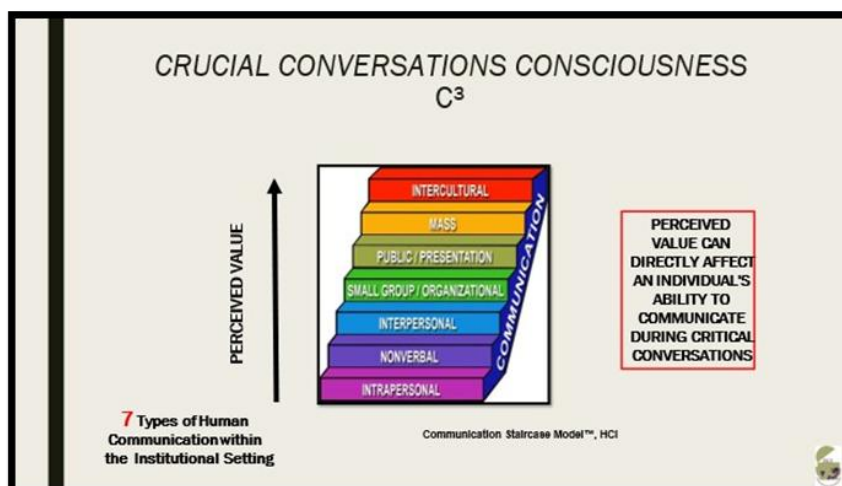 CRUCIAL CONVERSATIONS CONSCIOUSNESS
C³
PERCEIVED VALUE
INTERCULTURAL
MASS
PUBLIC / PRESENTATION
SMALL GROUP / ORGANIZATIONAL
INTERPERSONAL
NONVERBAL
INTRAPERSONAL
COMMUNICATION
PERCEIVED
VALUE CAN
DIRECTLY AFFECT
AN INDIVIDUAL'S
ABILITY TO
COMMUNICATE
DURING CRITICAL
CONVERSATIONS
7 Types of Human
Communication within
the Institutional Setting
Communication Staircase Model™, HCI